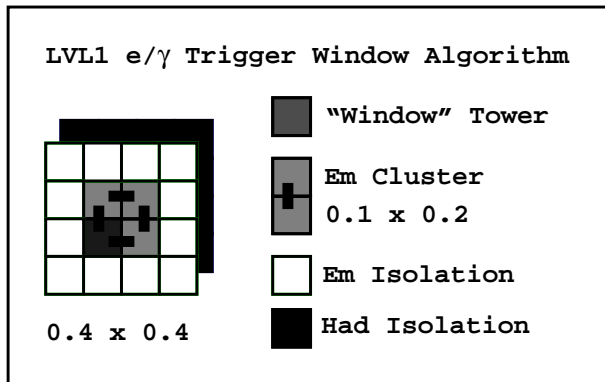 LVL1 e/γ Trigger Window Algorithm
“Window” Tower
Em Cluster
0.1 x 0.2
Em Isolation
Had Isolation
0.4 x 0.4